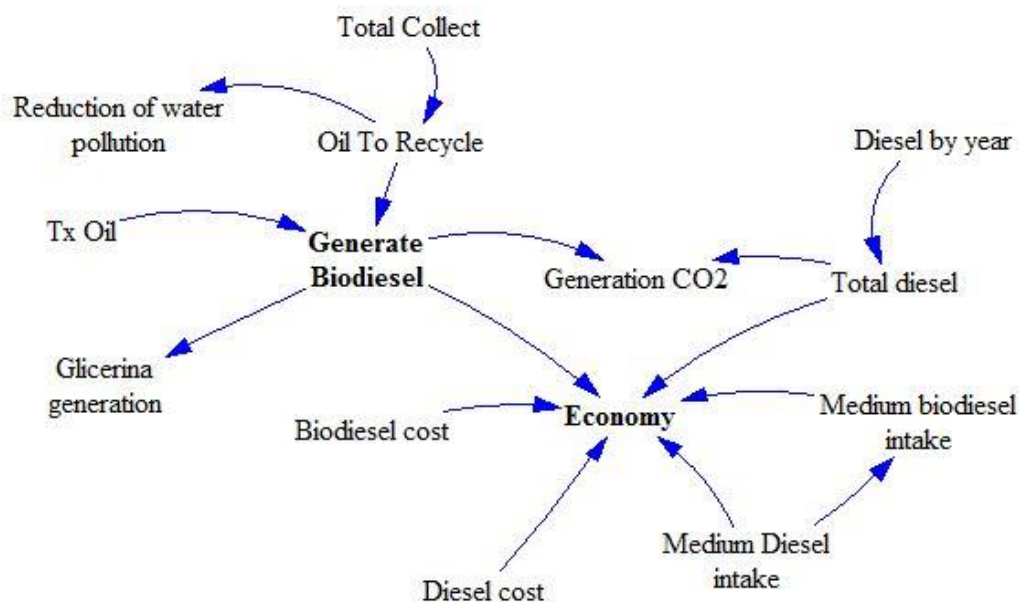 Total Collect
Reduction of water
pollution
Oil To Recycle
Diesel by year
Tx Oil
Generate
Biodiesel
Generation CO2
Total diesel
Glicerina
generation
Biodiesel cost
Economy
Medium biodiesel
intake
Medium Diesel
intake
Diesel cost